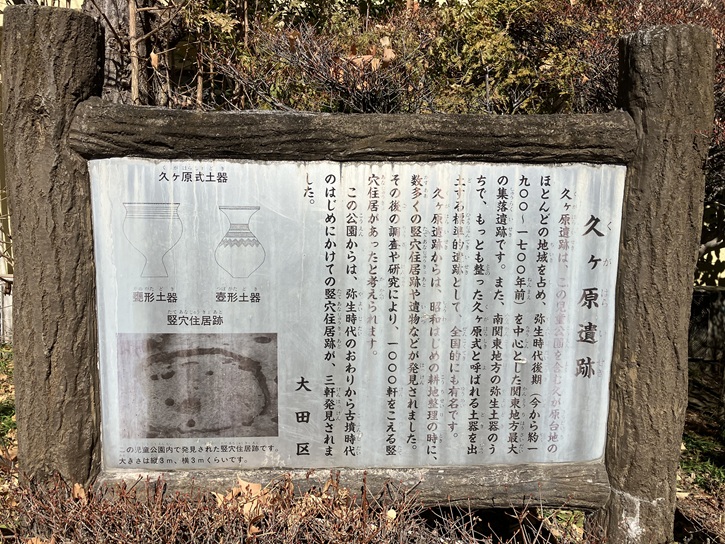 久ヶ原遺跡
久ヶ原遺跡は、この児童公園を含む久が原台地の
ほとんどの地域を占め、弥生時代後期（今から約一
九〇〇～一七〇〇年前）を中心とした関東地方最大
の集落遺跡です。また、南関東地方の弥生土器のう
ちで、もっとも整った久ヶ原式と呼ばれる土器を出
土する標準的遺跡として、全国的にも有名です。
久ヶ原遺跡からは、昭和はじめの耕地整理の時に、
数多くの竪穴住居跡や遺物などが発見されました。
その後の調査や研究により、一〇〇〇軒をこえる竪
穴住居があったと考えられます。
この公園からは、弥生時代のおわりから古墳時代
のはじめにかけての竪穴住居跡が、三軒発見されま
した。
大田区
久ヶ原式土器
甕形土器
壺形土器
竪穴住居跡
この児童公園内で発見された竪穴住居跡です。
大きさは縦3m、横3mくらいです。